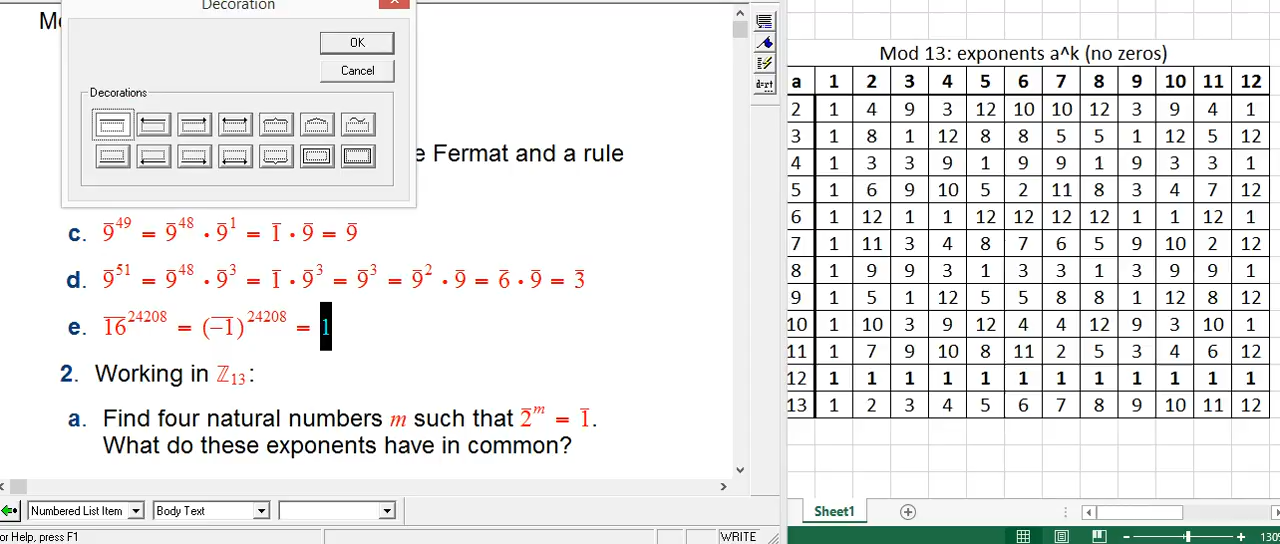 Decoration
Mo
OK
Cancel
Decorations
d=rt
e Fermat and a rule
c. 9̅^49 = 9̅^48 · 9̅^1 = 1̅ · 9̅ = 9̅
d. 9̅^51 = 9̅^48 · 9̅^3 = 1̅ · 9̅^3 = 9̅^3 = 9̅^2 · 9̅ = 6̅ · 9̅ = 3̅
e. 1̅6̅^24208 = (−̅1̅)^24208 = 1
2. Working in ℤ₁₃:
a. Find four natural numbers m such that 2̅^m = 1̅.
What do these exponents have in common?
Numbered List Item Body Text
or Help, press F1 WRITE
Mod 13: exponents a^k (no zeros)
a 1 2 3 4 5 6 7 8 9 10 11 12
2 1 4 9 3 12 10 10 12 3 9 4 1
3 1 8 1 12 8 8 5 5 1 12 5 12
4 1 3 3 9 1 9 9 1 9 3 3 1
5 1 6 9 10 5 2 11 8 3 4 7 12
6 1 12 1 1 12 12 12 12 1 1 12 1
7 1 11 3 4 8 7 6 5 9 10 2 12
8 1 9 9 3 1 3 3 1 3 9 9 1
9 1 5 1 12 5 5 8 8 1 12 8 12
10 1 10 3 9 12 4 4 12 9 3 10 1
11 1 7 9 10 8 11 2 5 3 4 6 12
12 1 1 1 1 1 1 1 1 1 1 1 1
13 1 2 3 4 5 6 7 8 9 10 11 12
Sheet1
130%